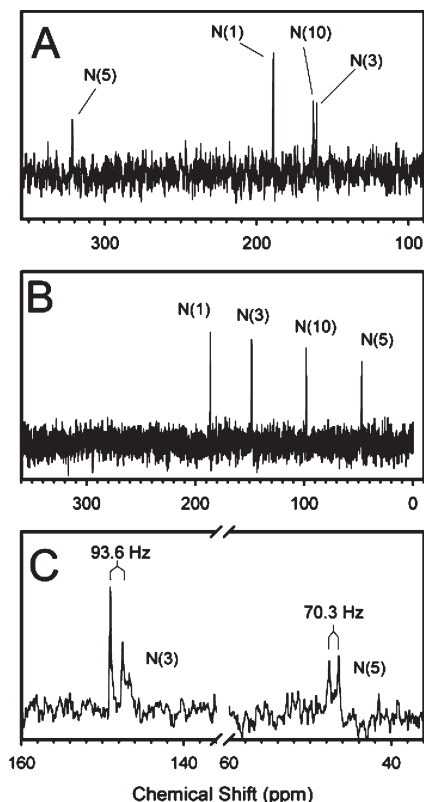 A
N(5)
N(1)
N(10)
N(3)
300
200
100
B
N(1)
N(3)
N(10)
N(5)
300
200
100
0
C
93.6 Hz
N(3)
70.3 Hz
N(5)
160
140
60
40
Chemical Shift (ppm)